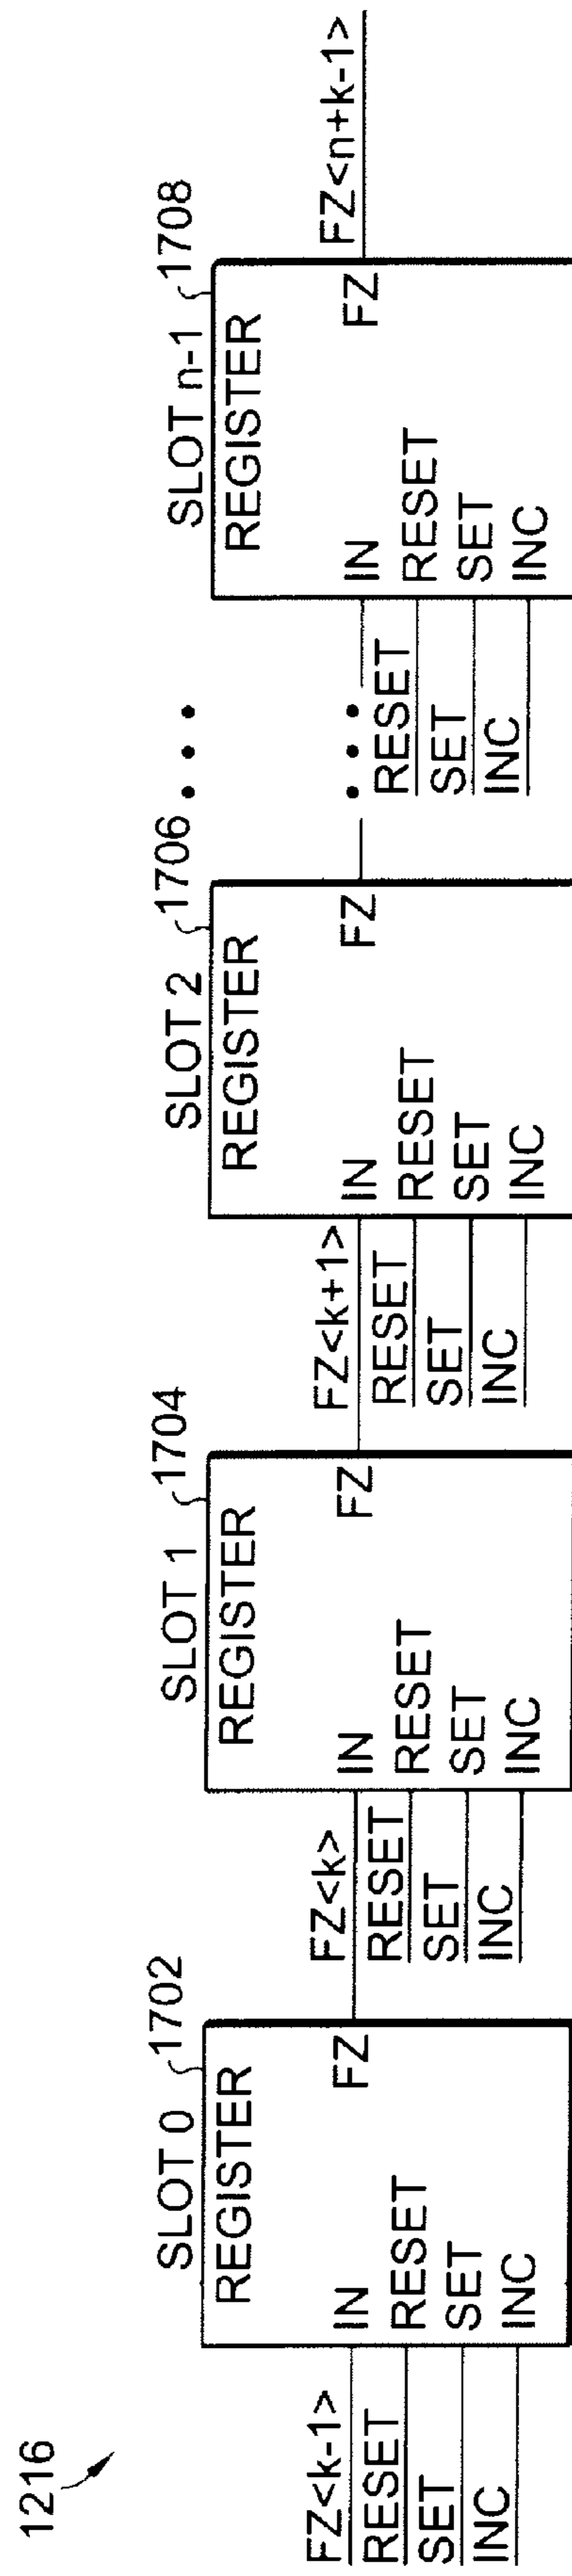 1216
SLOT 0
1702
REGISTER
FZ<k-1>
RESET
SET
INC
IN
RESET
SET
INC
FZ
SLOT 1
1704
REGISTER
FZ<k>
RESET
SET
INC
IN
RESET
SET
INC
FZ
SLOT 2
1706
REGISTER
FZ<k+1>
RESET
SET
INC
IN
RESET
SET
INC
FZ
SLOT n-1
1708
REGISTER
RESET
SET
INC
IN
RESET
SET
INC
FZ
FZ<n+k-1>